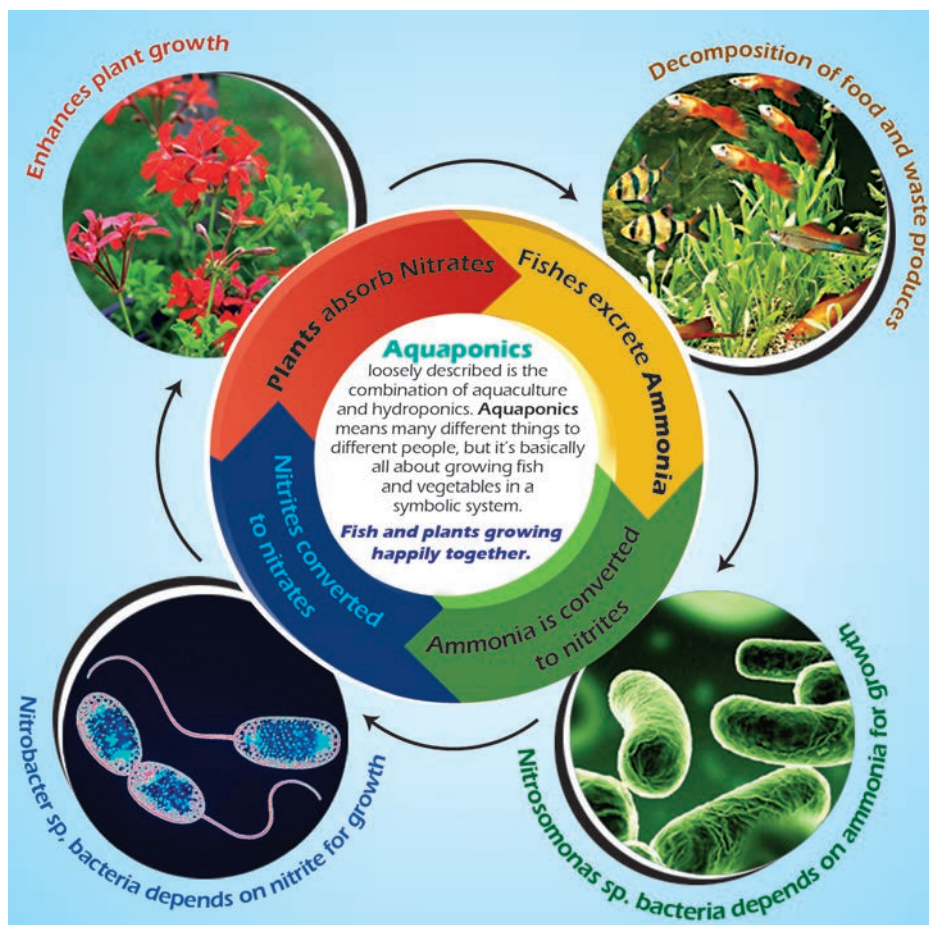 Enhances plant growth
Decomposition of food and waste produces
Plants absorb Nitrates
Fishes excrete Ammonia
Aquaponics
loosely described is the
combination of aquaculture
and hydroponics. Aquaponics
means many different things to
different people, but it's basically
all about growing fish
and vegetables in a
symbolic system.
Fish and plants growing
happily together.
Nitrites converted
to nitrates
Ammonia is converted
to nitrites
Nitrobacter sp, bacteria depends on nitrite for growth
Nitrosomonas sp. bacteria depends on ammonia for growth